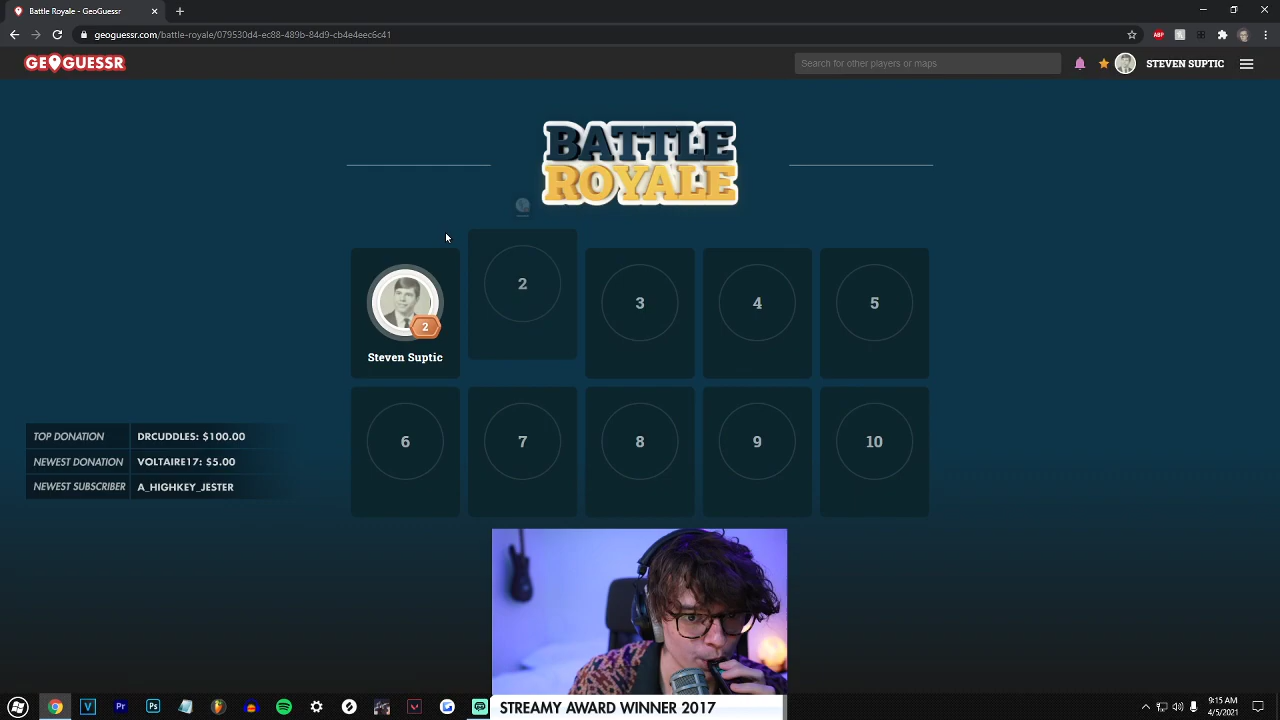 Battle Royale - GeoGuessr
geoguessr.com/battle-royale/079530d4-ec88-489b-84d9-cb4e4eec6c41
ABP
GEOGUESSR
Search for other players or maps
STEVEN SUPTIC
BATTLE
ROYALE
2
3
4
5
2
Steven Suptic
6
7
8
9
10
TOP DONATION DRCUDDLES: $100.00
NEWEST DONATION VOLTAIRE17: $5.00
NEWEST SUBSCRIBER A_HIGHKEY_JESTER
STREAMY AWARD WINNER 2017
V
Pr
Ps
9:15 AM
4/5/2021